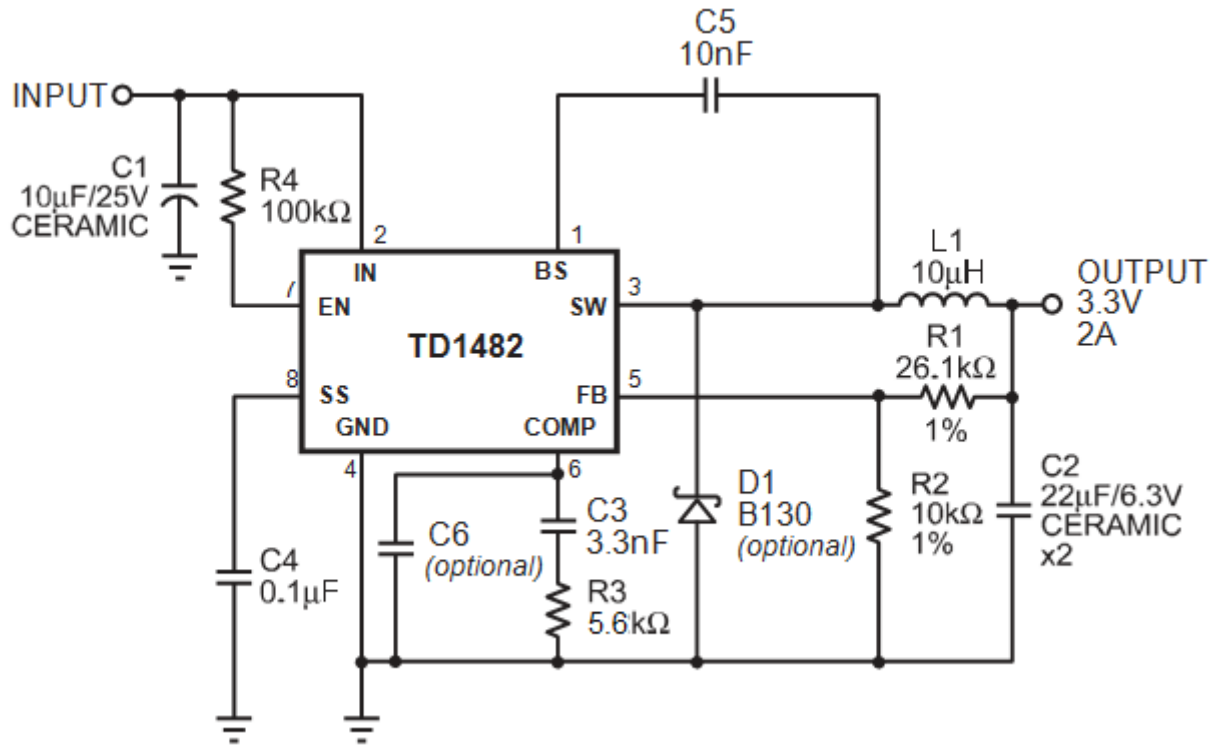 C5
10nF
INPUT
C1
10µF/25V
CERAMIC
R4
100kΩ
2
1
IN
BS
L1
10µH
OUTPUT
3.3V
2A
7
EN
3
SW
TD1482
R1
26.1kΩ
1%
8
SS
5
FB
GND
COMP
4
6
C4
0.1µF
C6
(optional)
C3
3.3nF
R3
5.6kΩ
D1
B130
(optional)
R2
10kΩ
1%
C2
22µF/6.3V
CERAMIC
x2